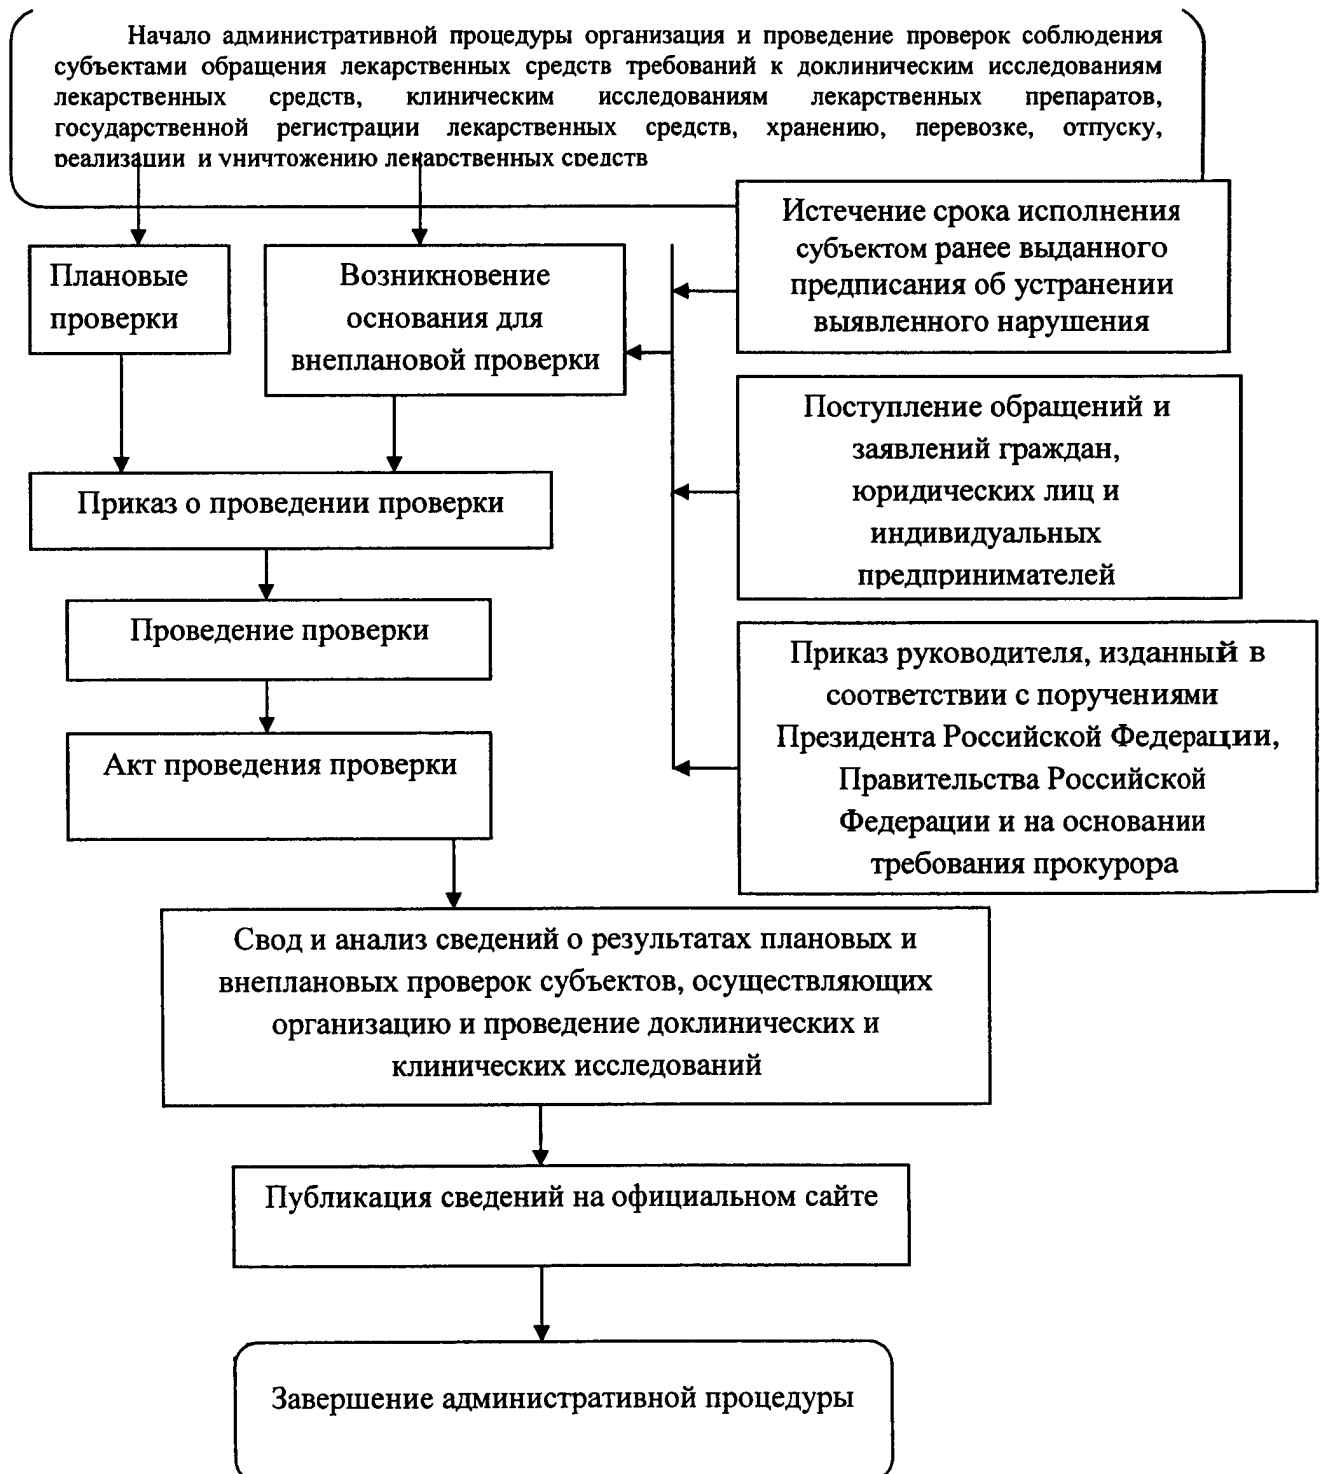 Начало административной процедуры организация и проведение проверок соблюдения
субъектами обращения лекарственных средств требований к доклиническим исследованиям
лекарственных средств, клиническим исследованиям лекарственных препаратов,
государственной регистрации лекарственных средств, хранению, перевозке, отпуску,
реализации и уничтожению лекарственных средств
Плановые
проверки
Возникновение
основания для
внеплановой проверки
Истечение срока исполнения
субъектом ранее выданного
предписания об устранении
выявленного нарушения
Поступление обращений и
заявлений граждан,
юридических лиц и
индивидуальных
предпринимателей
Приказ о проведении проверки
Проведение проверки
Приказ руководителя, изданный в
соответствии с поручениями
Президента Российской Федерации,
Правительства Российской
Федерации и на основании
требования прокурора
Акт проведения проверки
Свод и анализ сведений о результатах плановых и
внеплановых проверок субъектов, осуществляющих
организацию и проведение доклинических и
клинических исследований
Публикация сведений на официальном сайте
Завершение административной процедуры